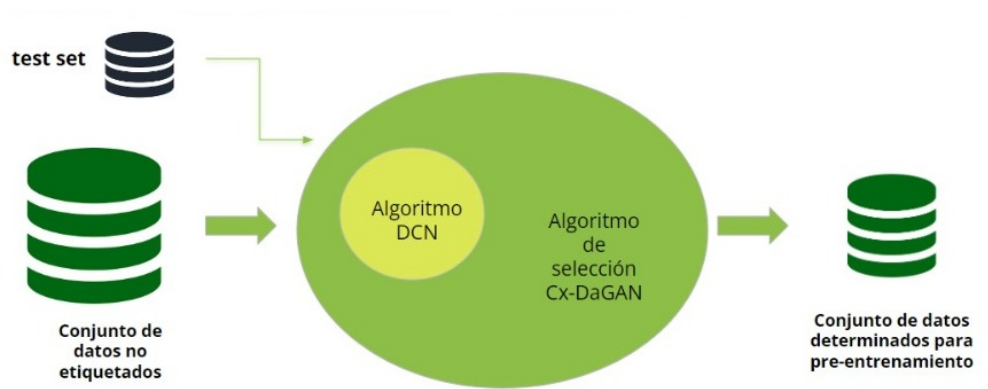 test set
Algoritmo
DCN
Algoritmo
de
selección
Cx-DaGAN
Conjunto de
datos no
etiquetados
Conjunto de datos
determinados para
pre-entrenamiento